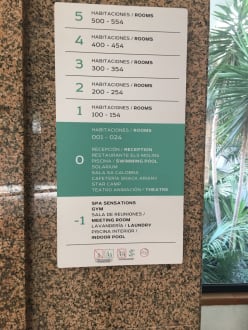 5 HABITACIONES / ROOMS
500 - 554
4 HABITACIONES / ROOMS
400 - 454
3 HABITACIONES / ROOMS
300 - 354
2 HABITACIONES / ROOMS
200 - 254
1 HABITACIONES / ROOMS
100 - 154
HABITACIONES / ROOMS
001 - 024
0
RECEPCIÓN / RECEPTION
RESTAURANTE ELS MOLINS
PISCINA / SWIMMING POOL
SOLARIUM
SALA SA CALOBRA
CAFETERÍA SNACK
STAR CAMP
TEATRO ANIMACIÓN / THEATRE
-1
SPA SENSATIONS
GYM
SALA DE REUNIONES /
MEETING ROOM
LAVANDERÍA / LAUNDRY
PISCINA INTERIOR /
INDOOR POOL